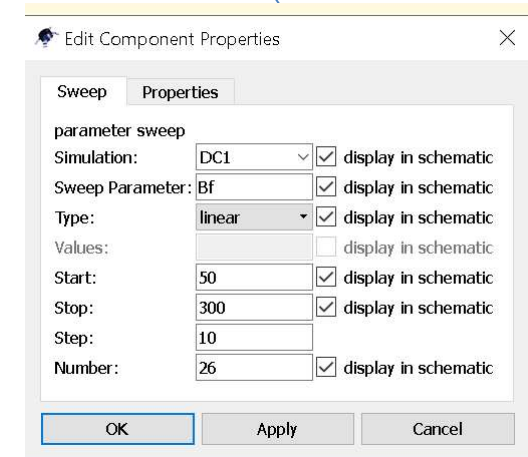 Edit Component Properties
Sweep Properties
parameter sweep
Simulation: DC1 display in schematic
Sweep Parameter: Bf display in schematic
Type: linear display in schematic
Values: display in schematic
Start: 50 display in schematic
Stop: 300 display in schematic
Step: 10
Number: 26 display in schematic
OK Apply Cancel